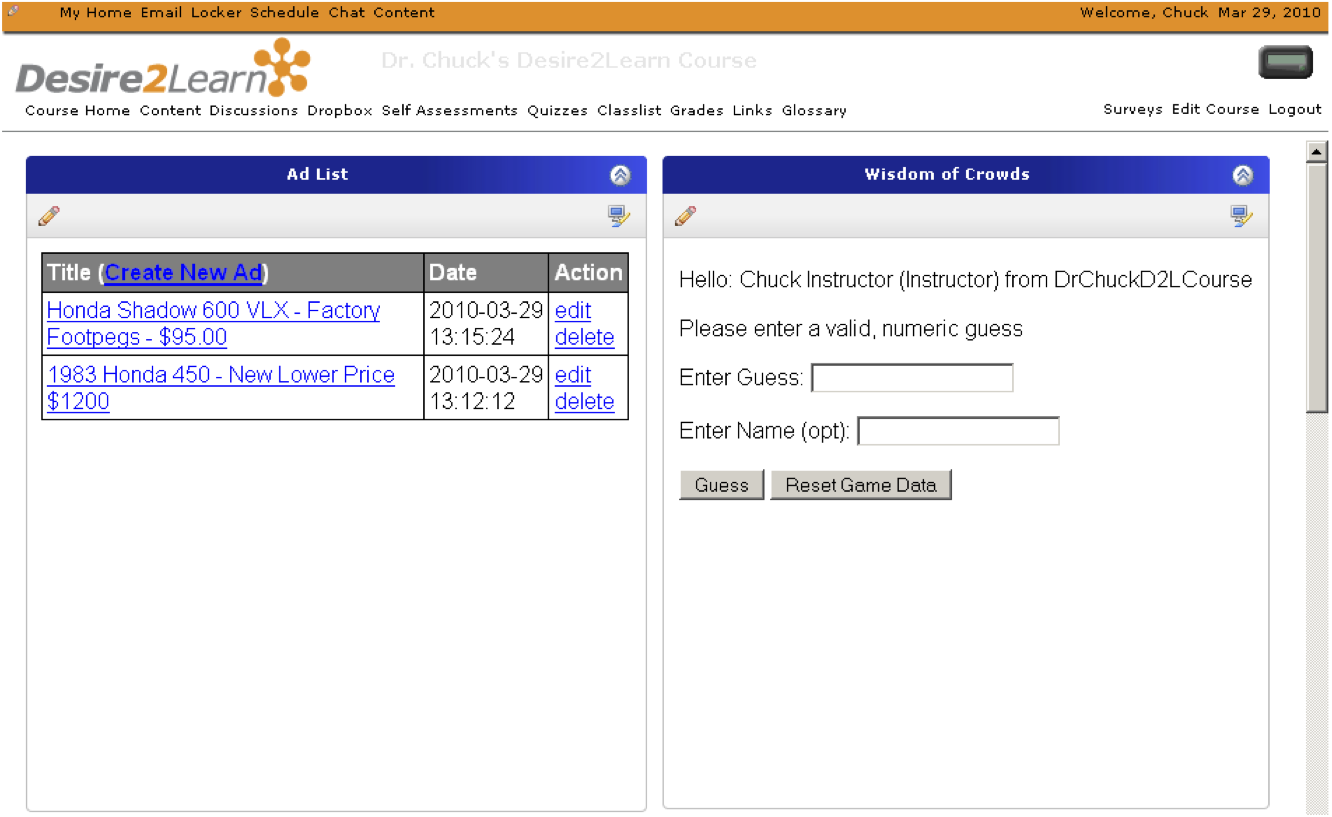 My Home Email Locker Schedule Chat Content
Welcome, Chuck Mar 29, 2010
Desire2Learn
Dr. Chuck's Desire2Learn Course
Course Home Content Discussions Dropbox Self Assessments Quizzes Classlist Grades Links Glossary
Surveys Edit Course Logout
Ad List
Title (Create New Ad) Date Action
Honda Shadow 600 VLX - Factory 2010-03-29 edit
Footpegs - $95.00 13:15:24 delete
1983 Honda 450 - New Lower Price 2010-03-29 edit
$1200 13:12:12 delete
Wisdom of Crowds
Hello: Chuck Instructor (Instructor) from DrChuckD2LCourse
Please enter a valid, numeric guess
Enter Guess:
Enter Name (opt):
Guess Reset Game Data